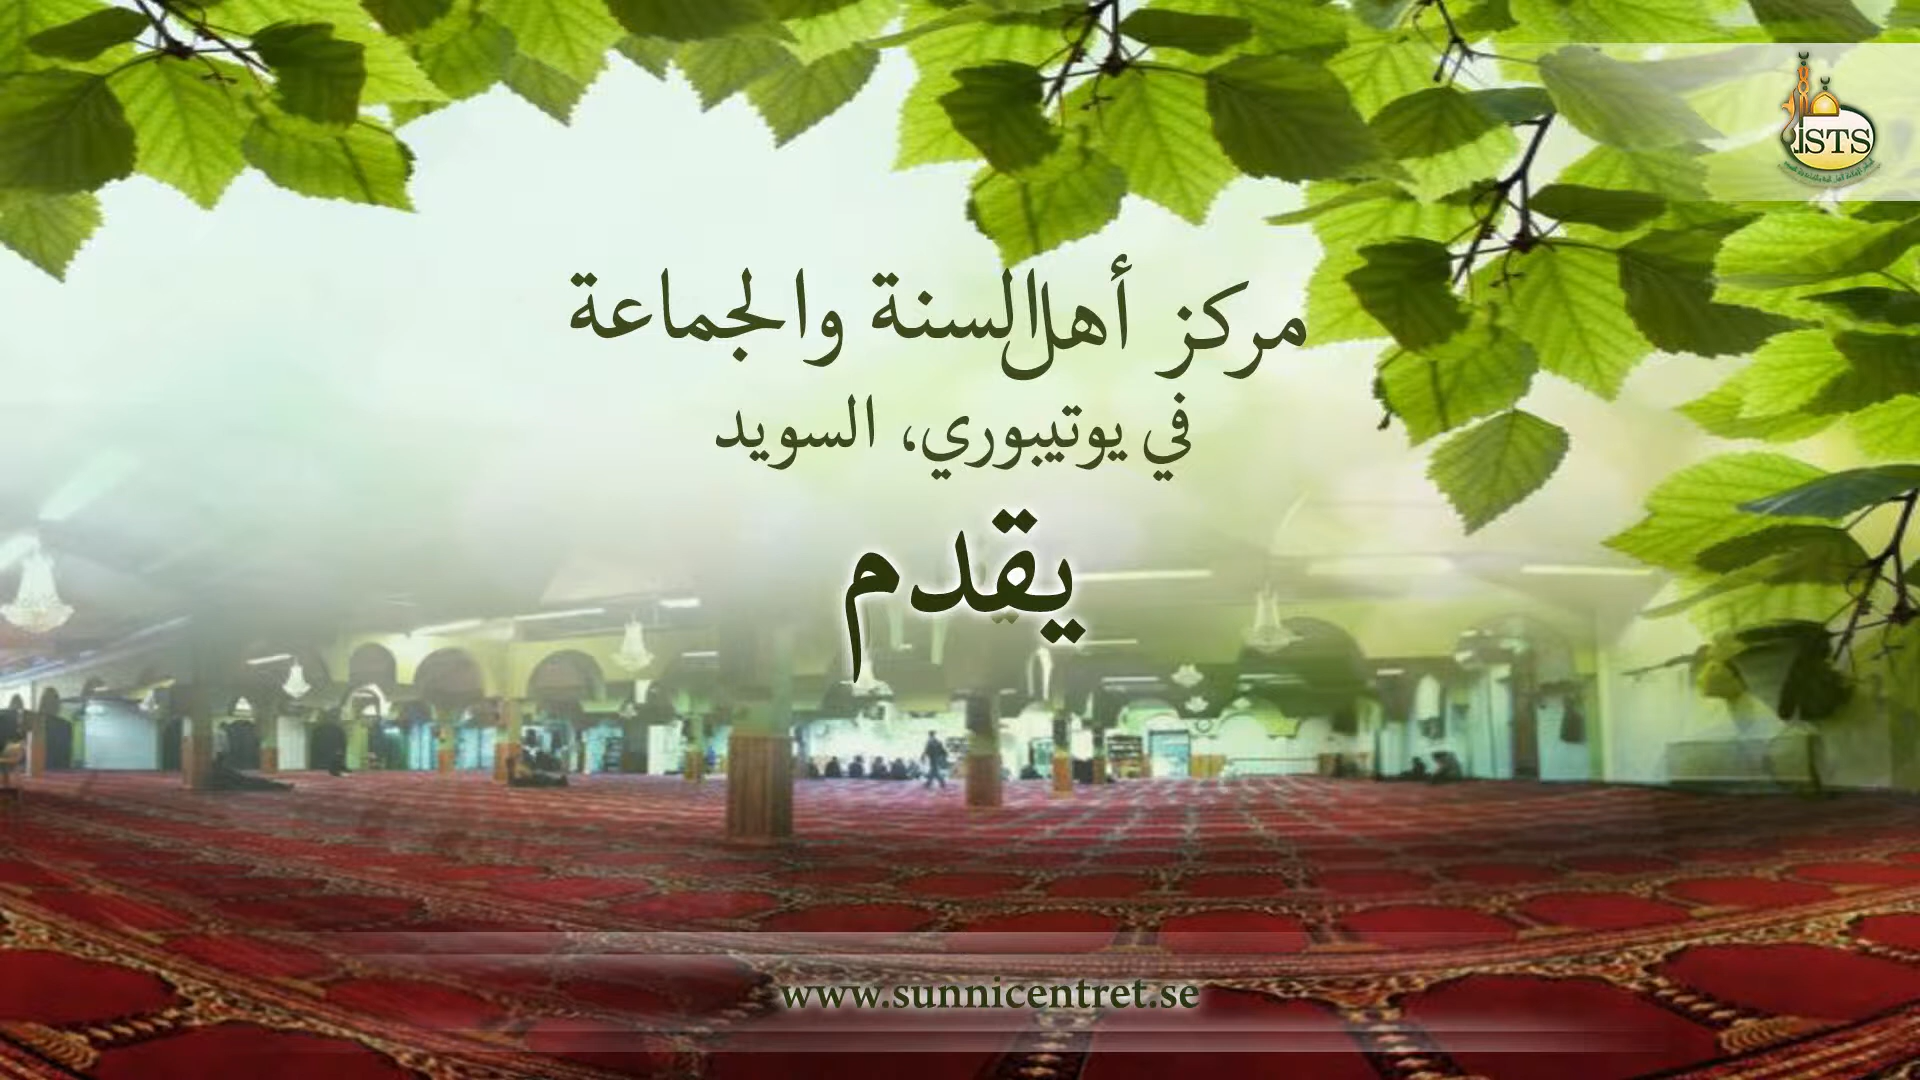 ISTS
مركز أهل السنة والجماعة
في يوتيبوري، السويد
يقدم
www.sunnicentret.se